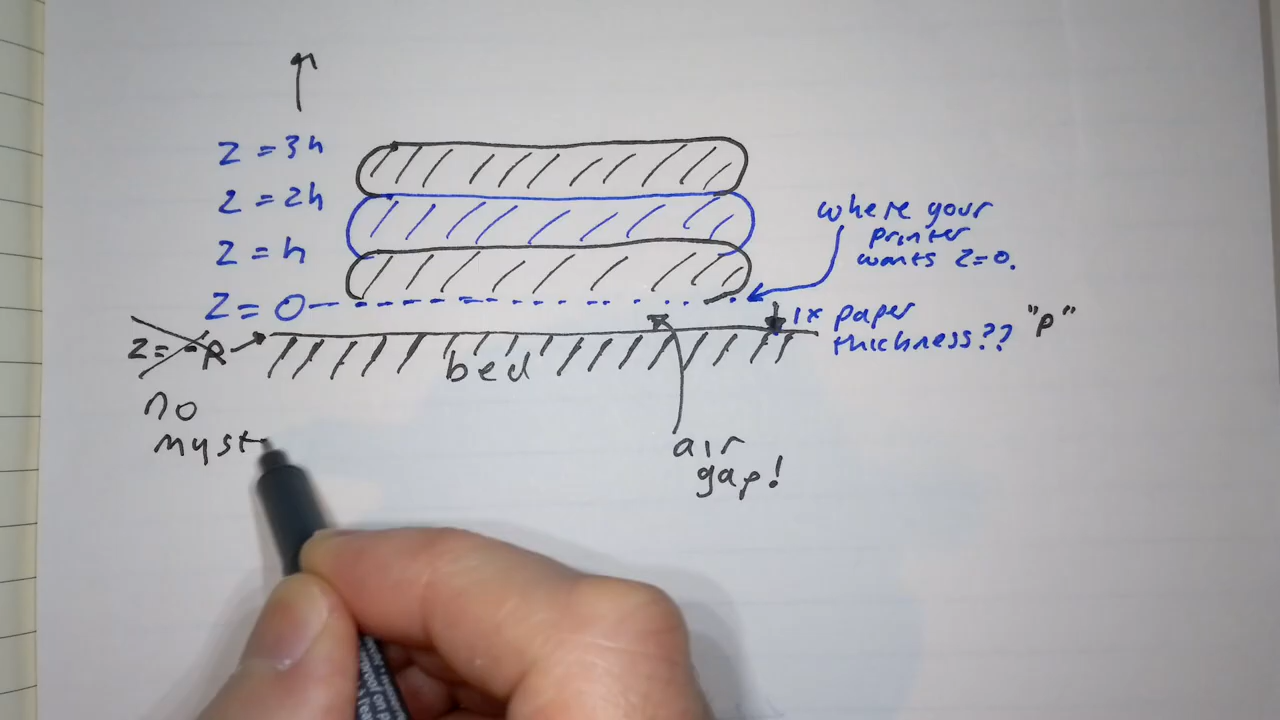 Z = 3h
Z = 2h
Z = h
Z = 0
Z = -p
no
myst
bed
air
gap!
where your
printer
wants Z=0.
1x paper
thickness??
"p"